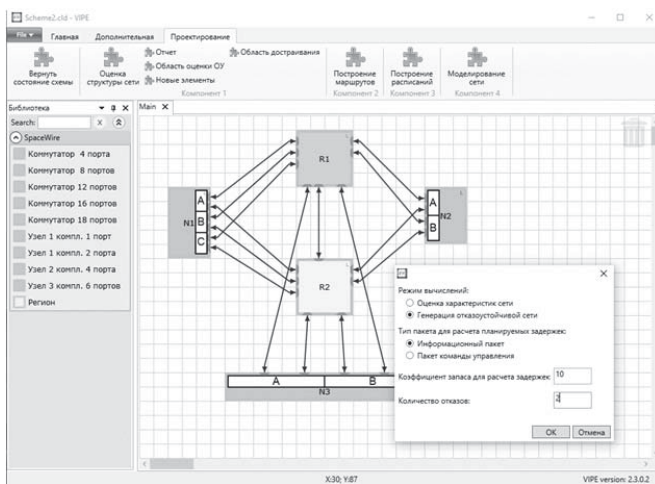 Scheme2.cld - VIPE
File Главная Дополнительная Проектирование
Вернуть состояние схемы
Оценка структуры сети
Отчет
Область оценки ОУ
Новые элементы
Область достраивания
Компонент 1
Построение маршрутов
Компонент 2
Построение расписаний
Компонент 3
Моделирование сети
Компонент 4
Библиотека
Search: X
SpaceWire
Коммутатор 4 порта
Коммутатор 8 портов
Коммутатор 12 портов
Коммутатор 16 портов
Коммутатор 18 портов
Узел 1 компл. 1 порт
Узел 1 компл. 2 порта
Узел 2 компл. 4 порта
Узел 3 компл. 6 портов
Регион
Main X
R1
N1
A
B
C
A
B
N2
R2
A B
N3
Режим вычислений:
Оценка характеристик сети
Генерация отказоустойчивой сети
Тип пакета для расчета планируемых задержек:
Информационный пакет
Пакет команды управления
Коэффициент запаса для расчета задержек: 10
Количество отказов: 2
OK Отмена
X:30; Y:87
VIPE version: 2.3.0.2